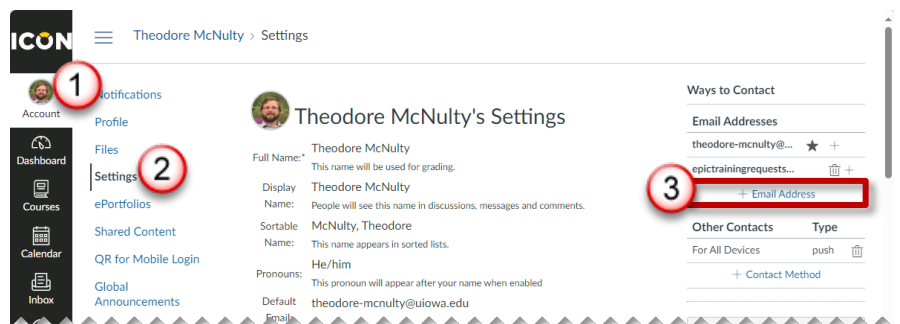 ICON
Theodore McNulty > Settings
1
Account
Dashboard
Courses
Calendar
Inbox
Notifications
Profile
Files
Settings
2
ePortfolios
Shared Content
QR for Mobile Login
Global
Announcements
Theodore McNulty's Settings
Full Name:* Theodore McNulty
This name will be used for grading.
Display Name: Theodore McNulty
People will see this name in discussions, messages and comments.
Sortable Name: McNulty, Theodore
This name appears in sorted lists.
Pronouns: He/him
This pronoun will appear after your name when enabled
Default Email: theodore-mcnulty@uiowa.edu
Ways to Contact
Email Addresses
theodore-mcnulty@... ★ +
epictrainingrequests... +
3
+ Email Address
Other Contacts Type
For All Devices push
+ Contact Method